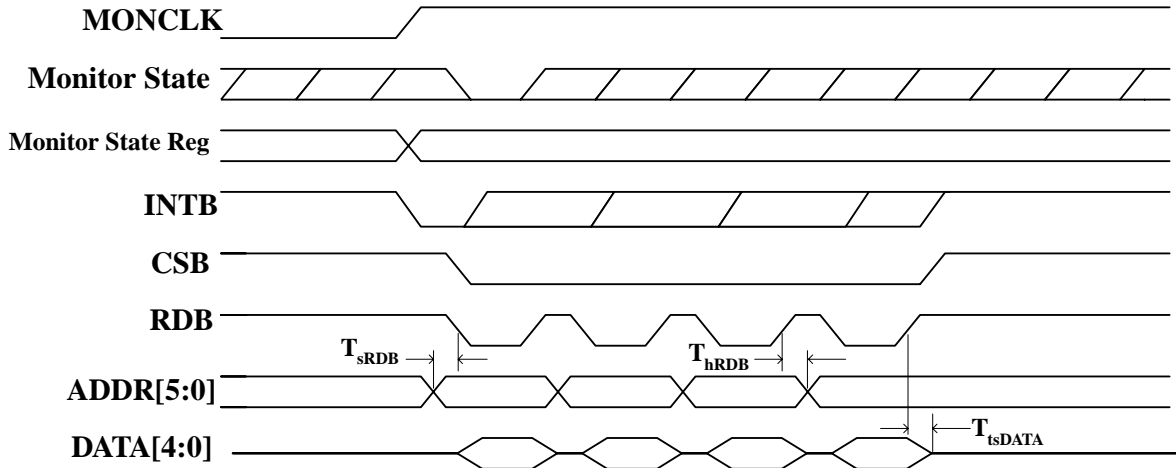 MONCLK
Monitor State
Monitor State Reg
INTB
CSB
RDB
TsRDB
ThRDB
ADDR[5:0]
DATA[4:0]
TtsDATA